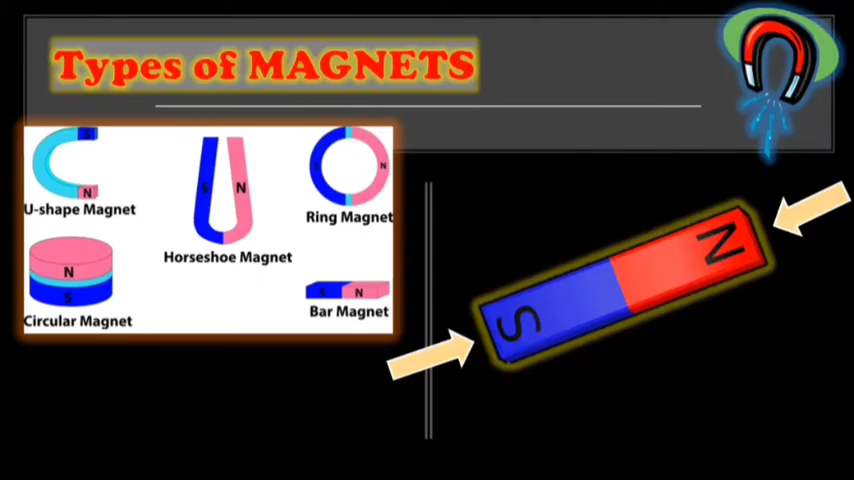 Types of MAGNETS
S
N
U-shape Magnet
S
N
Horseshoe Magnet
S
N
Ring Magnet
N
S
Circular Magnet
S
N
Bar Magnet
S
N